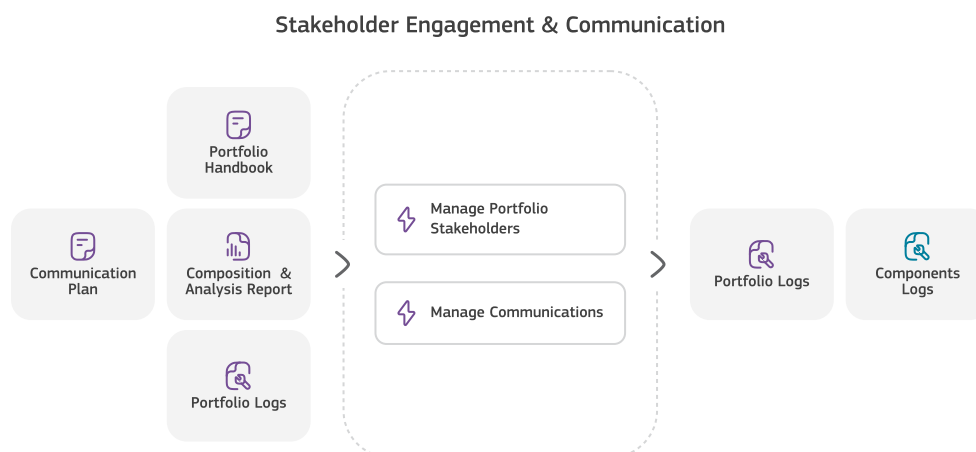 Stakeholder Engagement & Communication
Portfolio
Handbook
Communication
Plan
Composition & 
Analysis Report
Portfolio Logs
Manage Portfolio
Stakeholders
Manage Communications
Portfolio Logs
Components
Logs